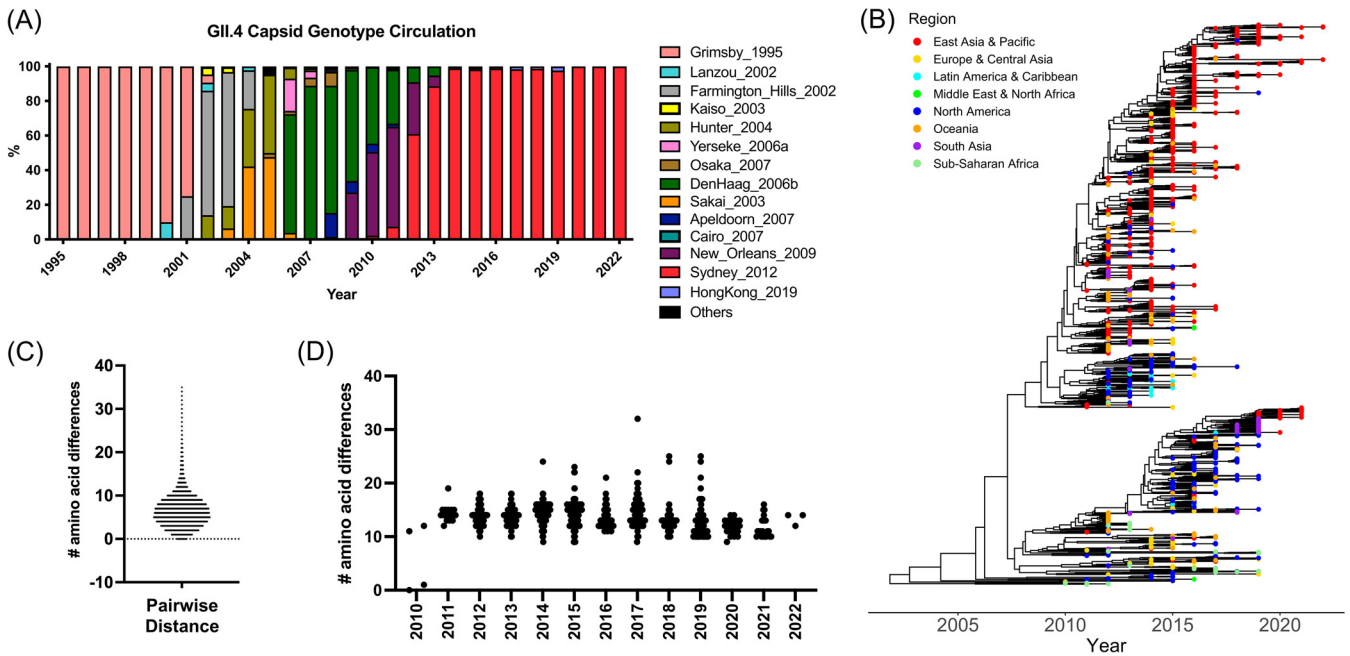 (A)
GII.4 Capsid Genotype Circulation
%
100
80
60
40
20
0
1995
1998
2001
2004
2007
2010
2013
2016
2019
2022
Year
Grimsby_1995
Lanzou_2002
Farmington_Hills_2002
Kaiso_2003
Hunter_2004
Yerseke_2006a
Osaka_2007
DenHaag_2006b
Sakai_2003
Apeldoorn_2007
Cairo_2007
New_Orleans_2009
Sydney_2012
HongKong_2019
Others
(B)
Region
East Asia & Pacific
Europe & Central Asia
Latin America & Caribbean
Middle East & North Africa
North America
Oceania
South Asia
Sub-Saharan Africa
2005
2010
2015
2020
Year
(C)
# amino acid differences
40
30
20
10
0
-10
Pairwise
Distance
(D)
# amino acid differences
40
30
20
10
0
2010
2011
2012
2013
2014
2015
2016
2017
2018
2019
2020
2021
2022